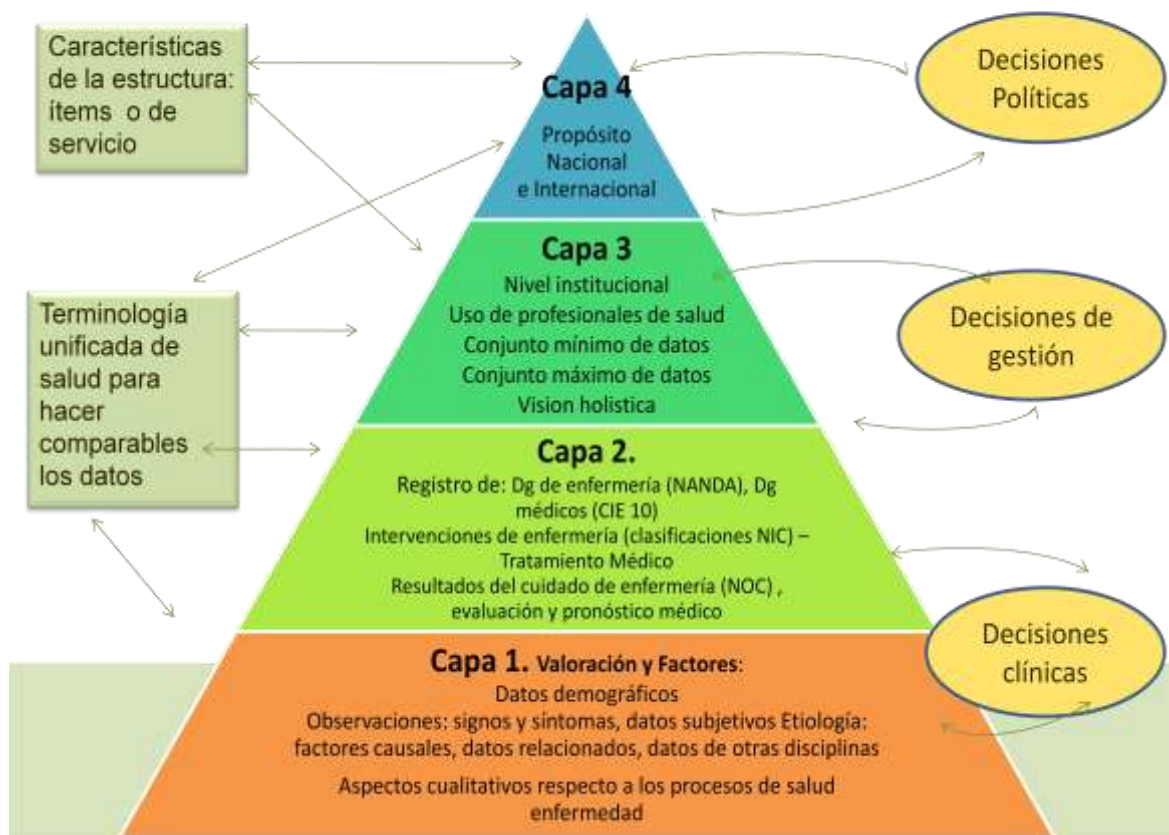 Características
de la estructura:
ítems o de
servicio
Terminología
unificada de
salud para
hacer
comparables
los datos
Capa 4
Propósito
Nacional
e Internacional
Capa 3
Nivel institucional
Uso de profesionales de salud
Conjunto mínimo de datos
Conjunto máximo de datos
Vision holistica
Capa 2.
Registro de: Dg de enfermería (NANDA), Dg
médicos (CIE 10)
Intervenciones de enfermería (clasificaciones NIC) –
Tratamiento Médico
Resultados del cuidado de enfermería (NOC) ,
evaluación y pronóstico médico
Capa 1. Valoración y Factores:
Datos demográficos
Observaciones: signos y síntomas, datos subjetivos Etiología:
factores causales, datos relacionados, datos de otras disciplinas
Aspectos cualitativos respecto a los procesos de salud
enfermedad
Decisiones
Políticas
Decisiones de
gestión
Decisiones
clínicas